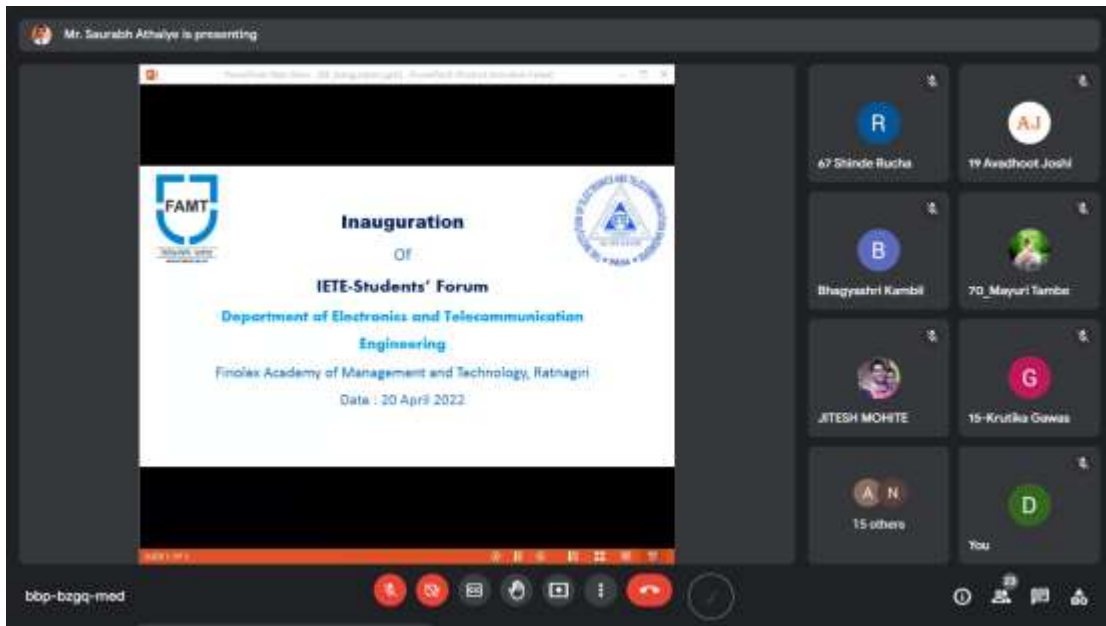 Mr. Saurabh Athalye is presenting
FAMT
Inauguration
Of
IETE-Students' Forum
Department of Electronics and Telecommunication
Engineering
Finolex Academy of Management and Technology, Ratnagiri
Date : 20 April 2022
R
67 Shinde Rucha
AJ
19 Avadhoot Joshi
B
Bhagyashri Kambli
70_Mayuri Tambe
JITESH MOHITE
G
15-Krutika Gawas
A N
15 others
D
You
bbp-bzgq-med
23